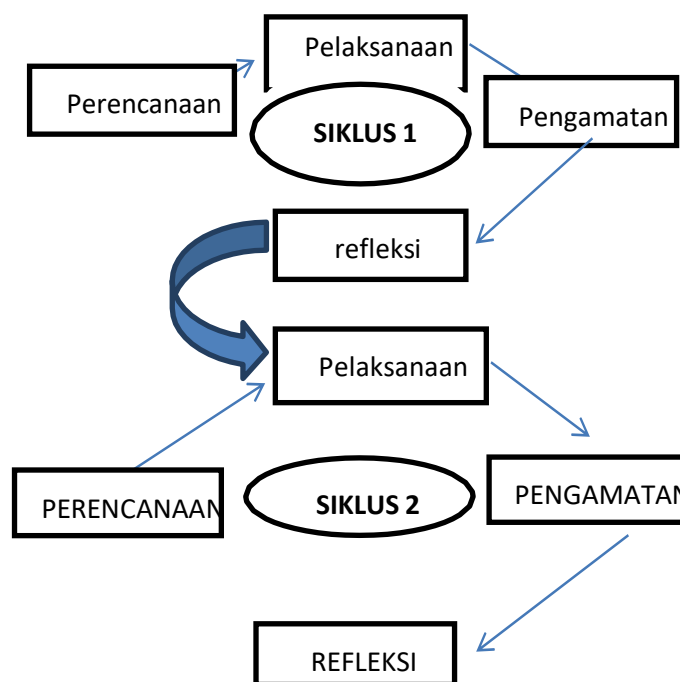 Pelaksanaan
Perencanaan
SIKLUS 1
Pengamatan
refleksi
Pelaksanaan
PERENCANAAN
SIKLUS 2
PENGAMATAN
REFLEKSI